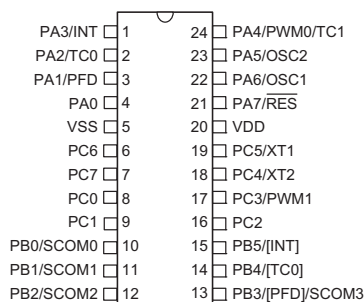 PA3/INT 1 24 PA4/PWM0/TC1
PA2/TC0 2 23 PA5/OSC2
PA1/PFD 3 22 PA6/OSC1
PA0 4 21 PA7/RES
VSS 5 20 VDD
PC6 6 19 PC5/XT1
PC7 7 18 PC4/XT2
PC0 8 17 PC3/PWM1
PC1 9 16 PC2
PB0/SCOM0 10 15 PB5/[INT]
PB1/SCOM1 11 14 PB4/[TC0]
PB2/SCOM2 12 13 PB3/[PFD]/SCOM3